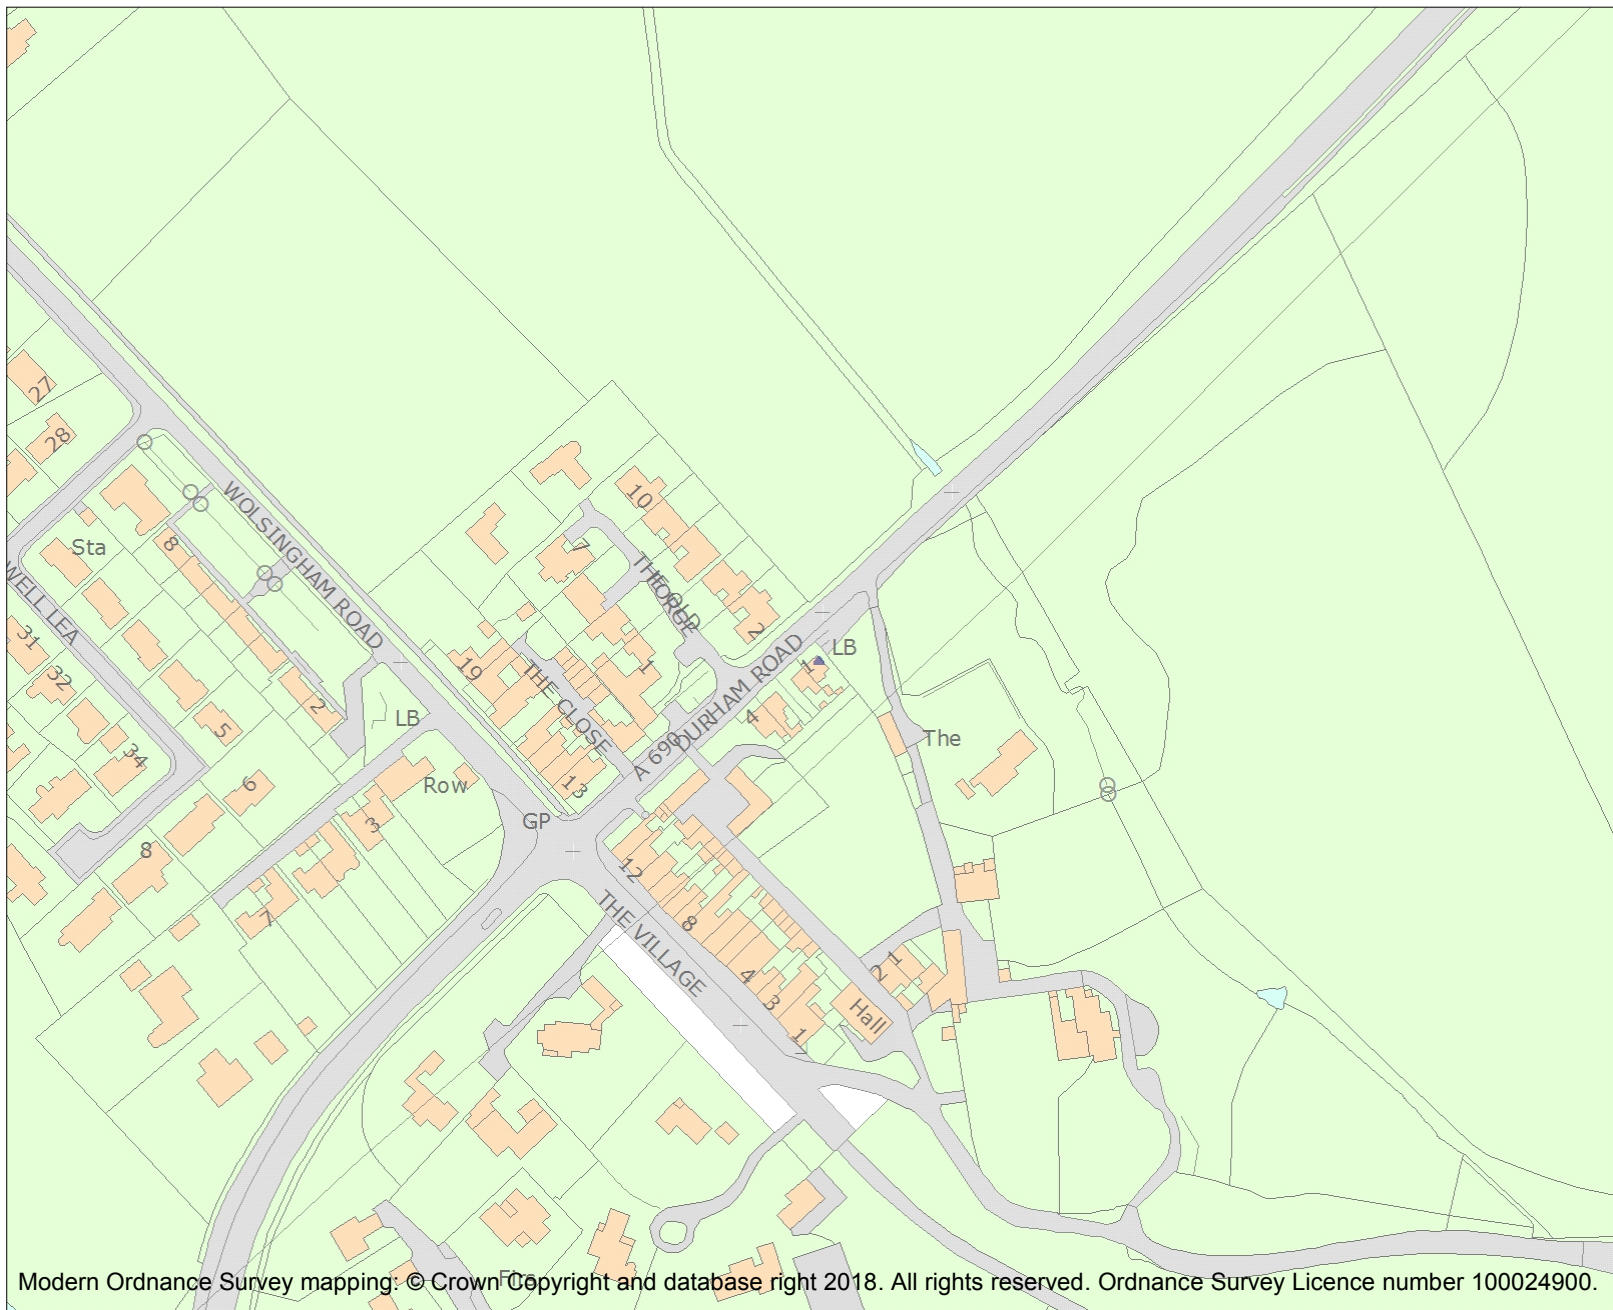 27
28
10
WOLSINGHAM ROAD
Sta
8
7
THE OLD
FORGE
WELL LEA
31
32
2
LB
19
1
1
THE CLOSE
2
LB
5
4
DURHAM ROAD
A 690
The
34
6
Row
13
GP
3
8
12
7
8
THE VILLAGE
4
3
1
1
2
Hall
Firs
Modern Ordnance Survey mapping: © Crown Copyright and database right 2018. All rights reserved. Ordnance Survey Licence number 100024900.